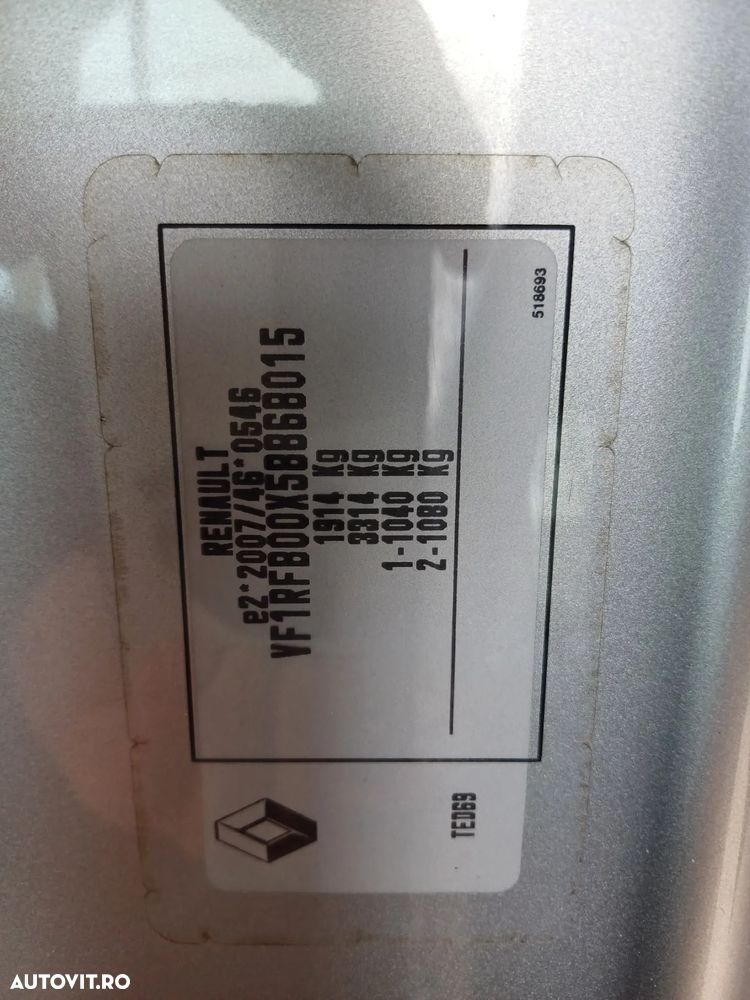 RENAULT
e2*2007/46*0546
VF1RFB00X58868015
1914 Kg
3314 Kg
1-1040 Kg
2-1080 Kg
518693
TED69
AUTOVIT.RO